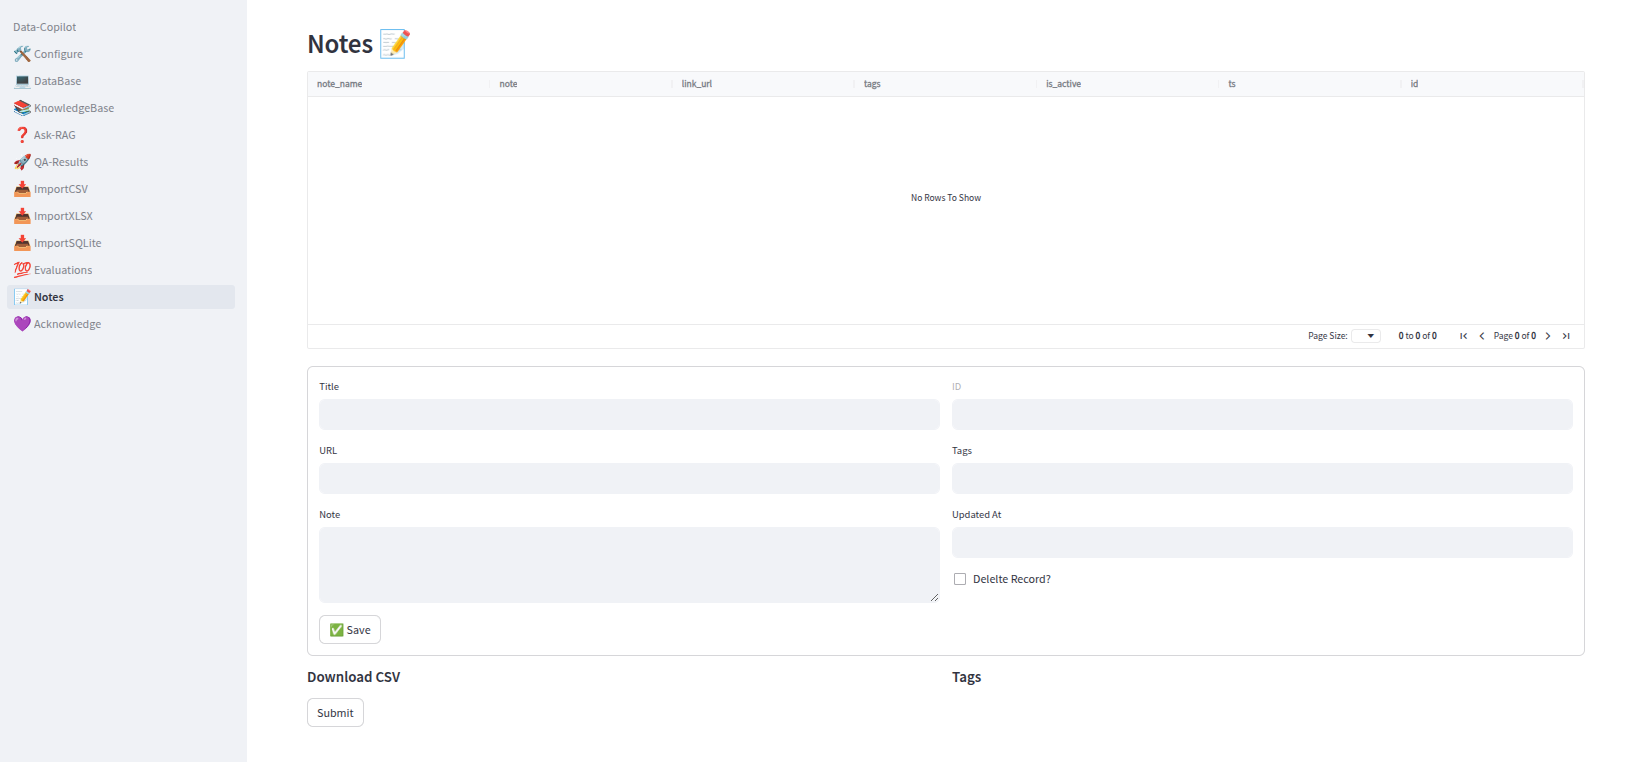 Data-Copilot
Configure
DataBase
KnowledgeBase
Ask-RAG
QA-Results
ImportCSV
ImportXLSX
ImportSQLite
Evaluations
Notes
Acknowledge
Notes
note_name note link_url tags is_active ts id
No Rows To Show
Page Size: 0 to 0 of 0 Page 0 of 0
Title ID
URL Tags
Note Updated At
Delelte Record?
Save
Download CSV Tags
Submit